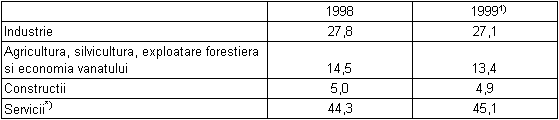 1998 1999¹⁾
Industrie 27,8 27,1
Agricultura, silvicultura, exploatare forestiera
si economia vanatului 14,5 13,4
Constructii 5,0 4,9
Servicii*⁾ 44,3 45,1